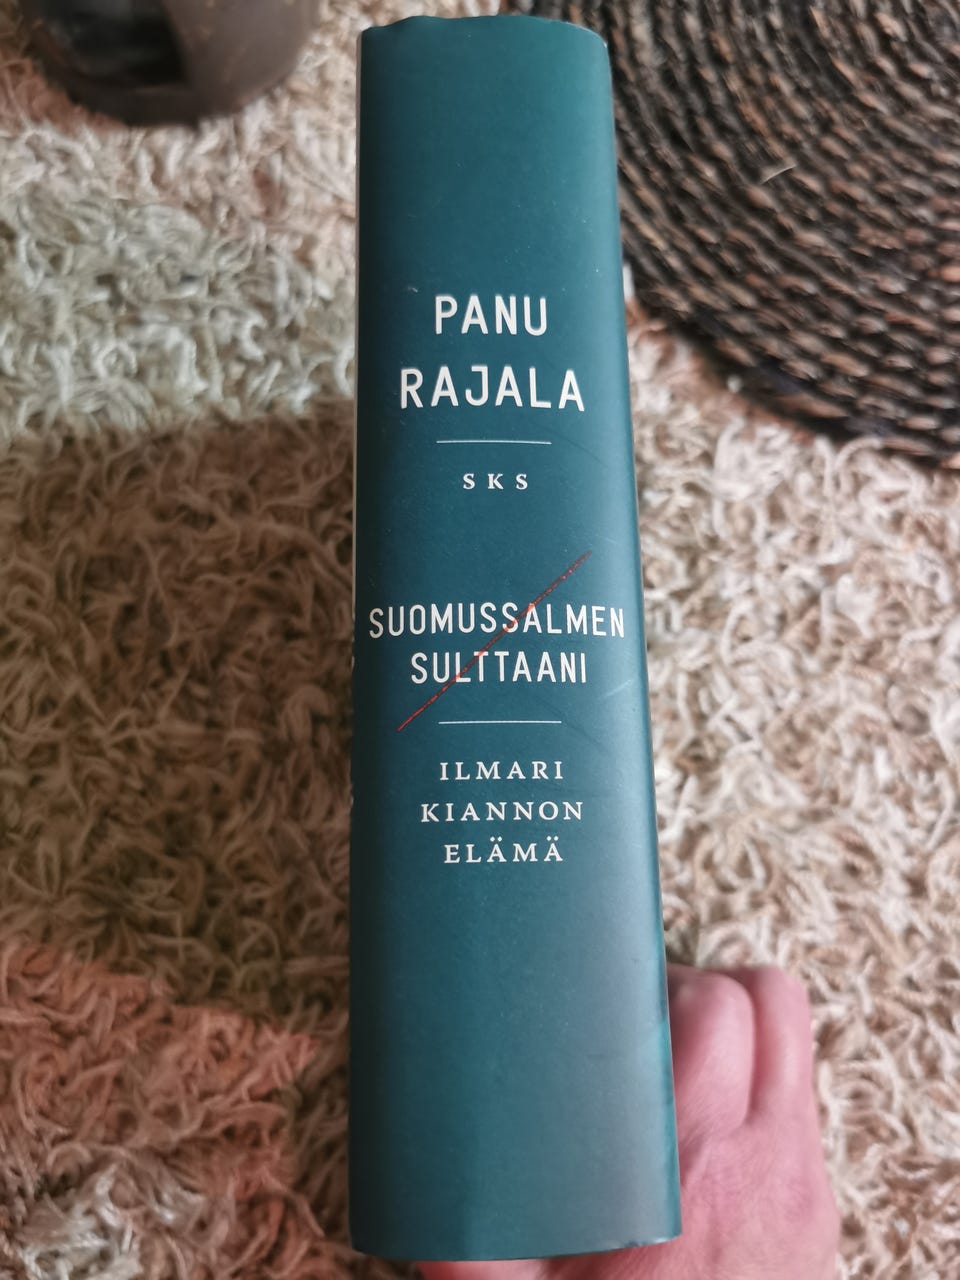 PANU
RAJALA
SKS
SUOMUSSALMEN
SULTTAANI
ILMARI
KIANNON
ELÄMÄ